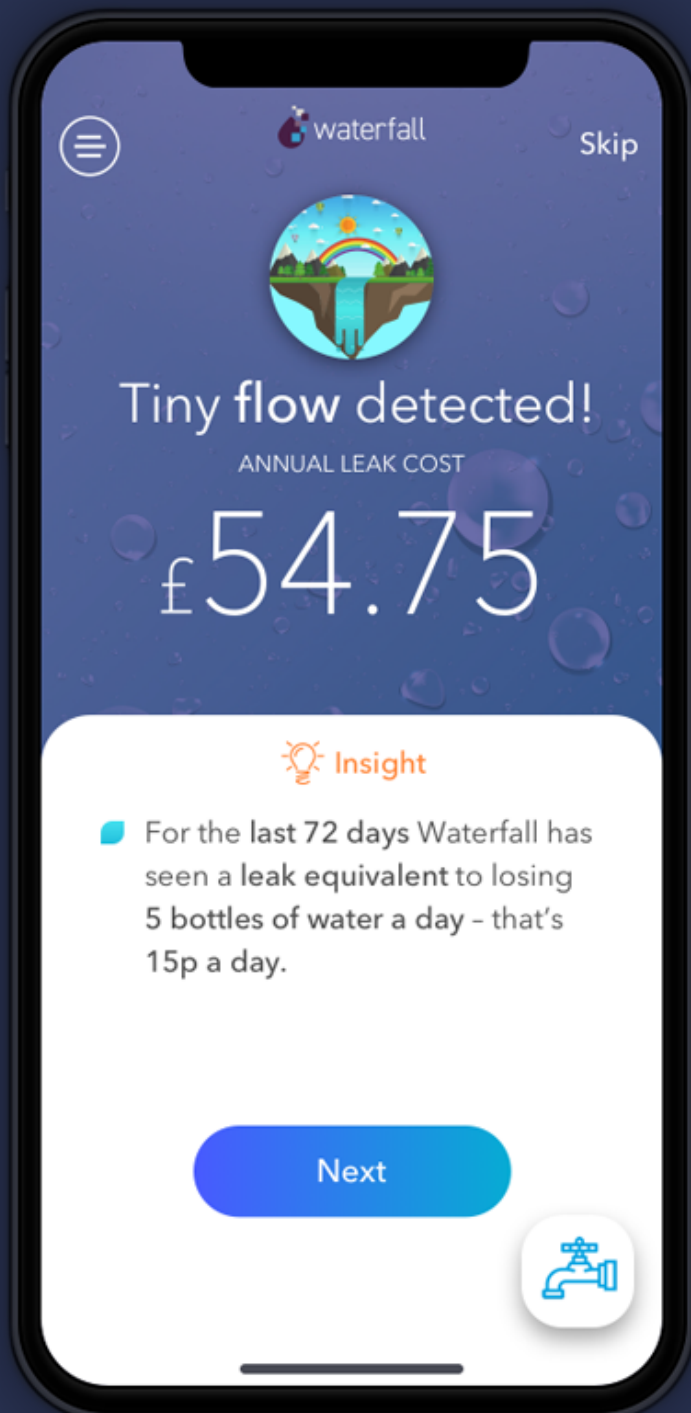 waterfall
Skip
Tiny flow detected!
ANNUAL LEAK COST
£54.75
Insight
For the last 72 days Waterfall has
seen a leak equivalent to losing
5 bottles of water a day – that's
15p a day.
Next